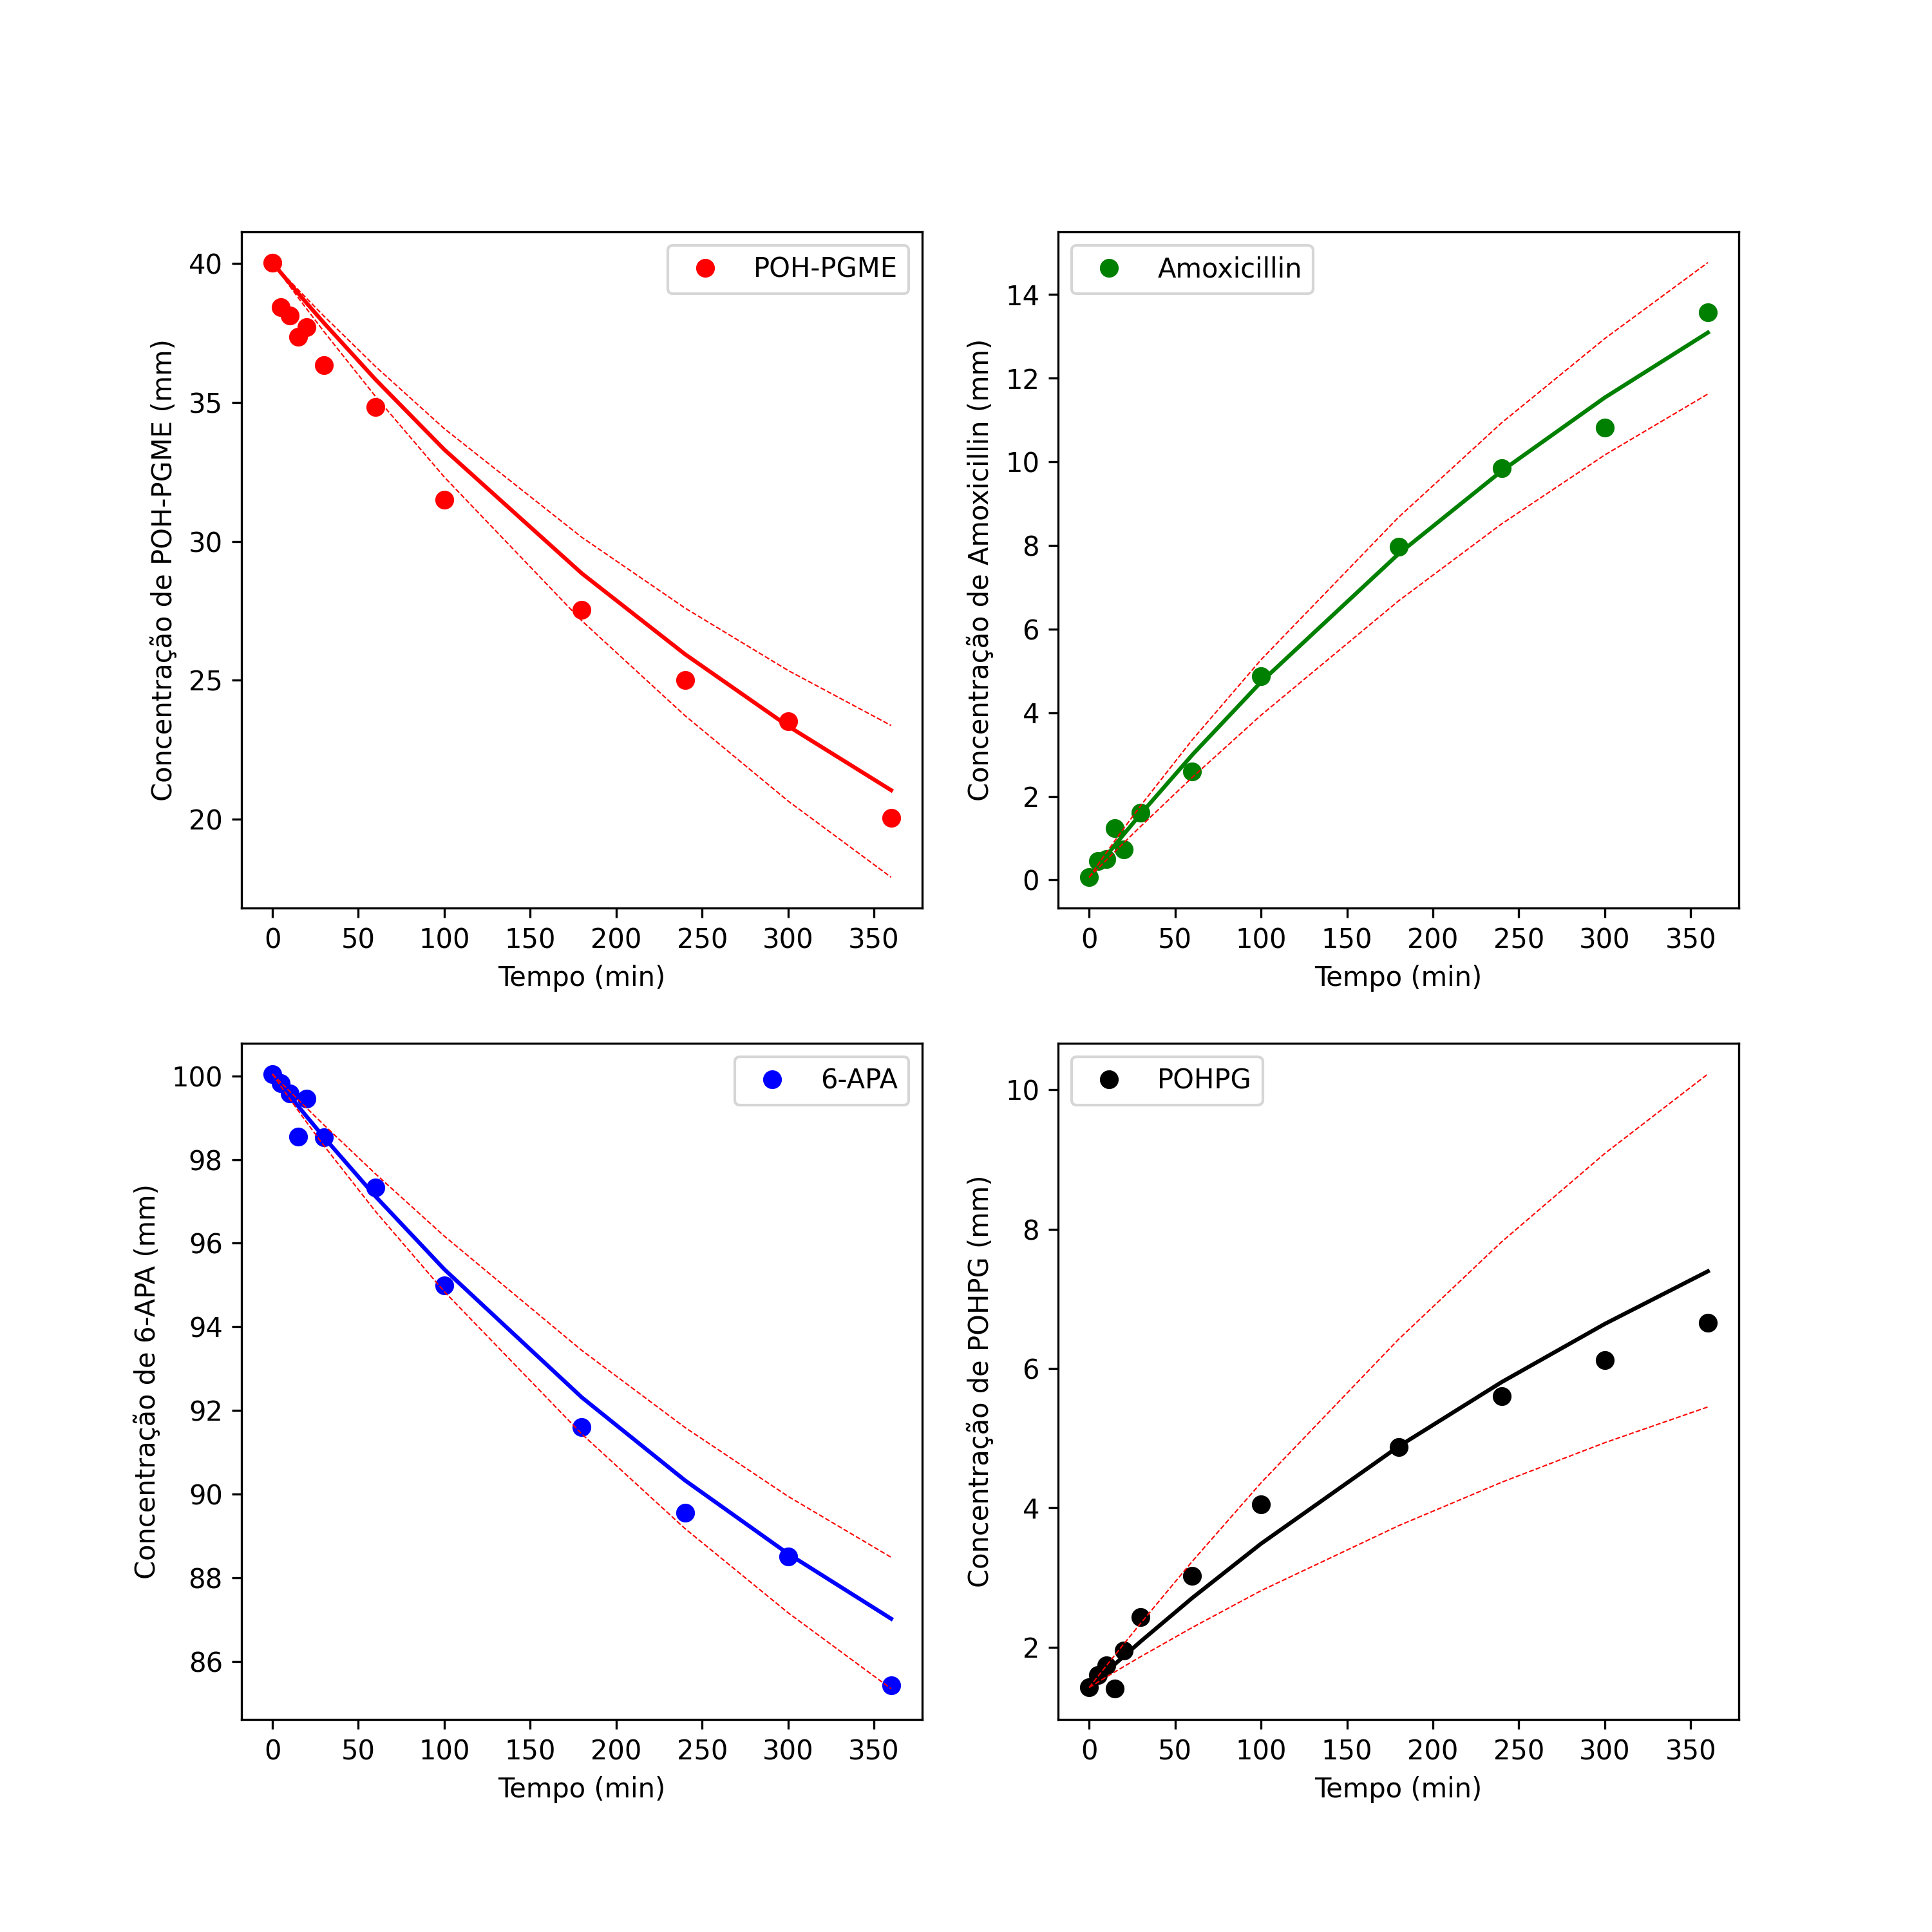 POH-PGME
40
35
30
25
20
Concentração de POH-PGME (mm)
0 50 100 150 200 250 300 350
Tempo (min)
Amoxicillin
14
12
10
8
6
4
2
0
Concentração de Amoxicillin (mm)
0 50 100 150 200 250 300 350
Tempo (min)
6-APA
100
98
96
94
92
90
88
86
Concentração de 6-APA (mm)
0 50 100 150 200 250 300 350
Tempo (min)
POHPG
10
8
6
4
2
Concentração de POHPG (mm)
0 50 100 150 200 250 300 350
Tempo (min)